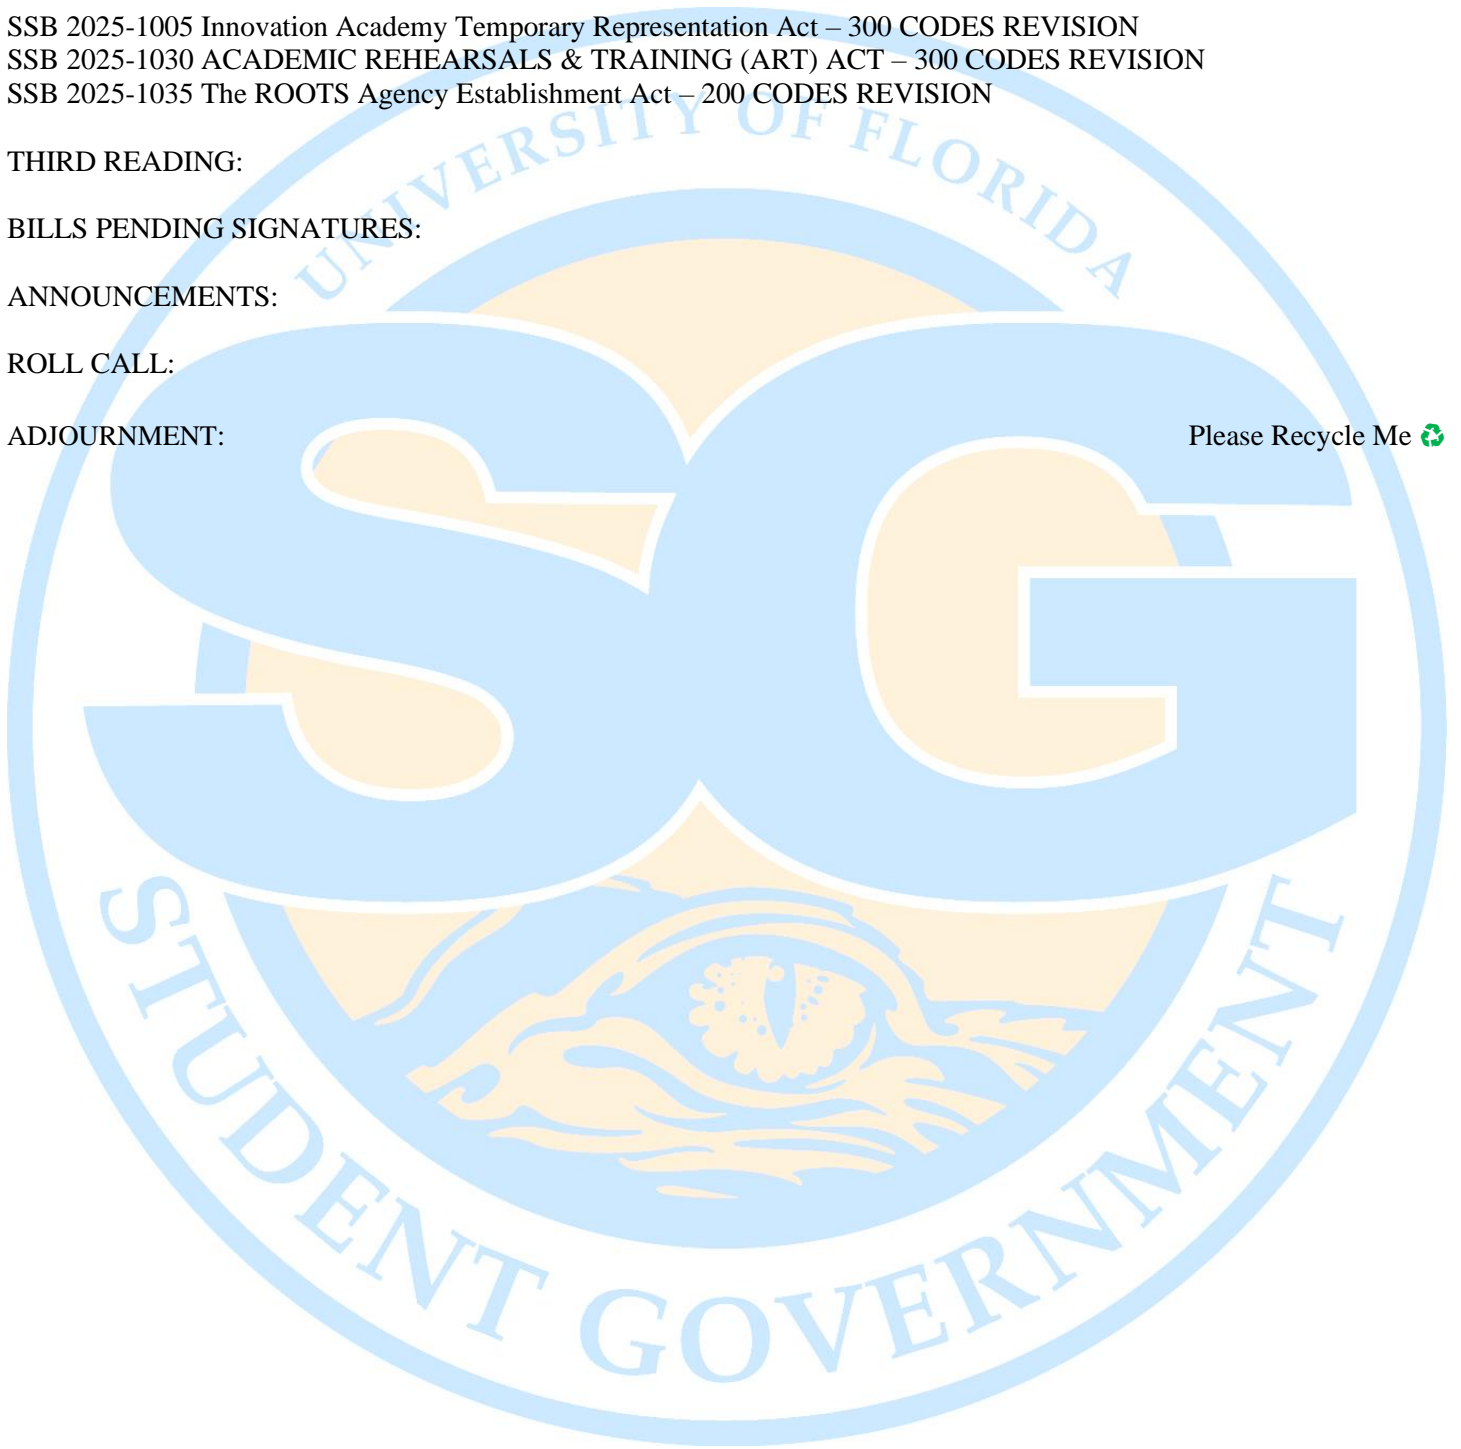 SSB 2025-1005 Innovation Academy Temporary Representation Act – 300 CODES REVISION
SSB 2025-1030 ACADEMIC REHEARSALS & TRAINING (ART) ACT – 300 CODES REVISION
SSB 2025-1035 The ROOTS Agency Establishment Act – 200 CODES REVISION
THIRD READING:
BILLS PENDING SIGNATURES:
ANNOUNCEMENTS:
ROLL CALL:
ADJOURNMENT: Please Recycle Me ♻
UNIVERSITY OF FLORIDA
SG
STUDENT GOVERNMENT